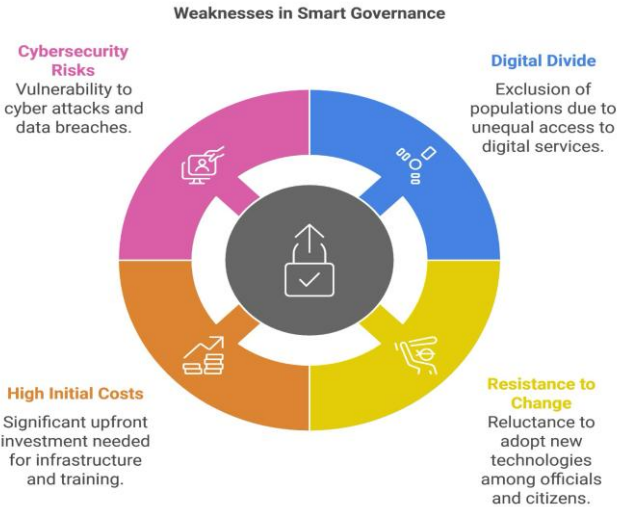 Weaknesses in Smart Governance
Cybersecurity
Risks
Vulnerability to
cyber attacks and
data breaches.
Digital Divide
Exclusion of
populations due to
unequal access to
digital services.
High Initial Costs
Significant upfront
investment needed
for infrastructure
and training.
Resistance to
Change
Reluctance to
adopt new
technologies
among officials
and citizens.